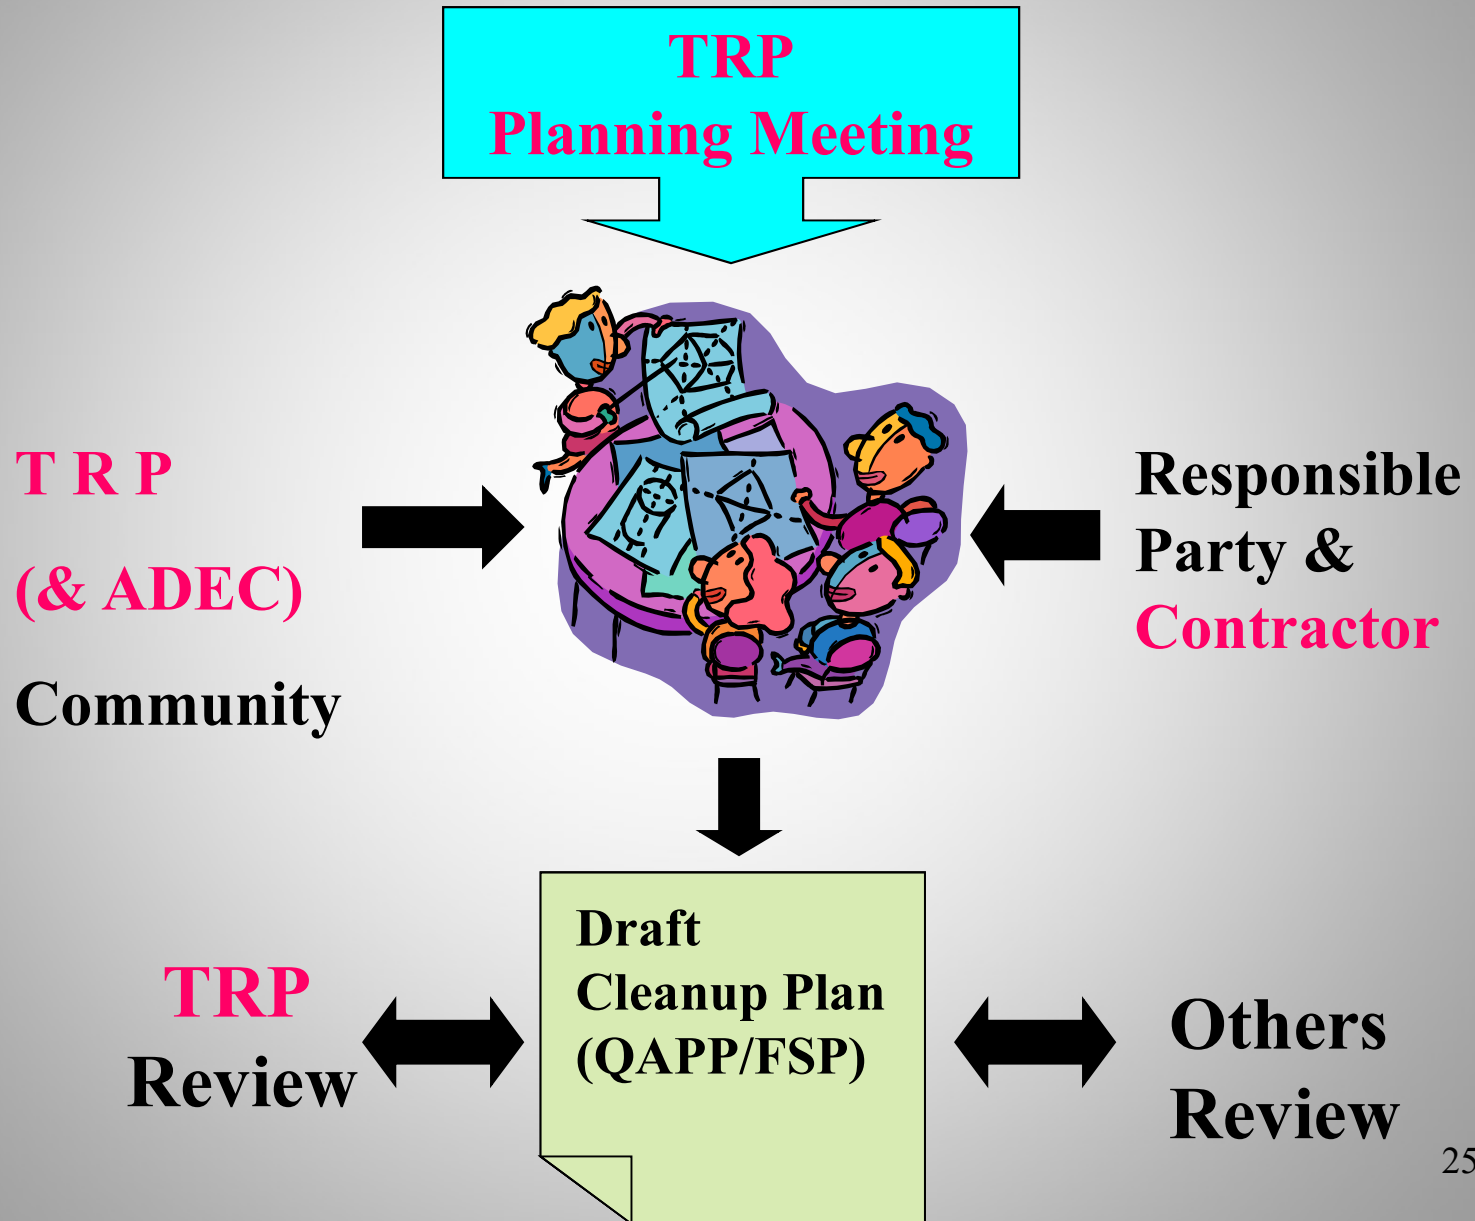 TRP
Planning Meeting
T R P
(& ADEC)
Community
Responsible
Party &
Contractor
Draft
Cleanup Plan
(QAPP/FSP)
TRP
Review
Others
Review
25